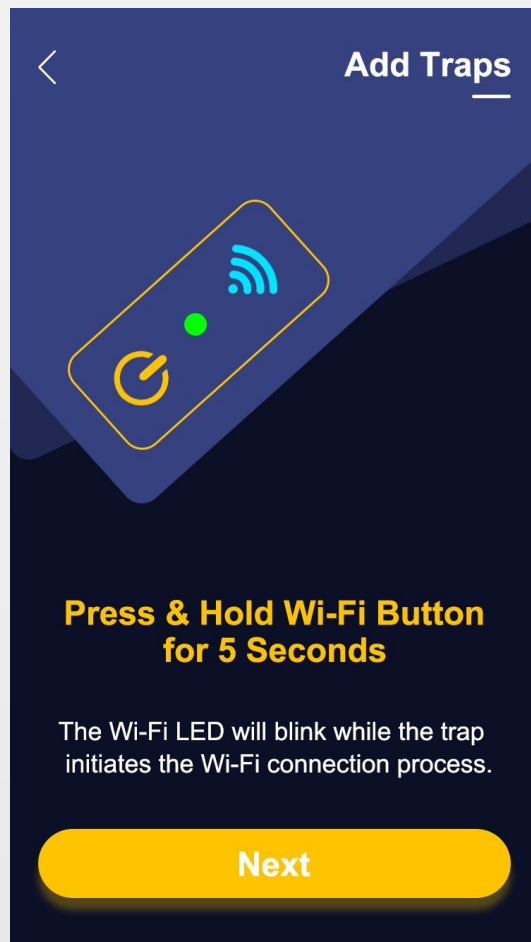 Add Traps
Press & Hold Wi-Fi Button
for 5 Seconds
The Wi-Fi LED will blink while the trap
initiates the Wi-Fi connection process.
Next